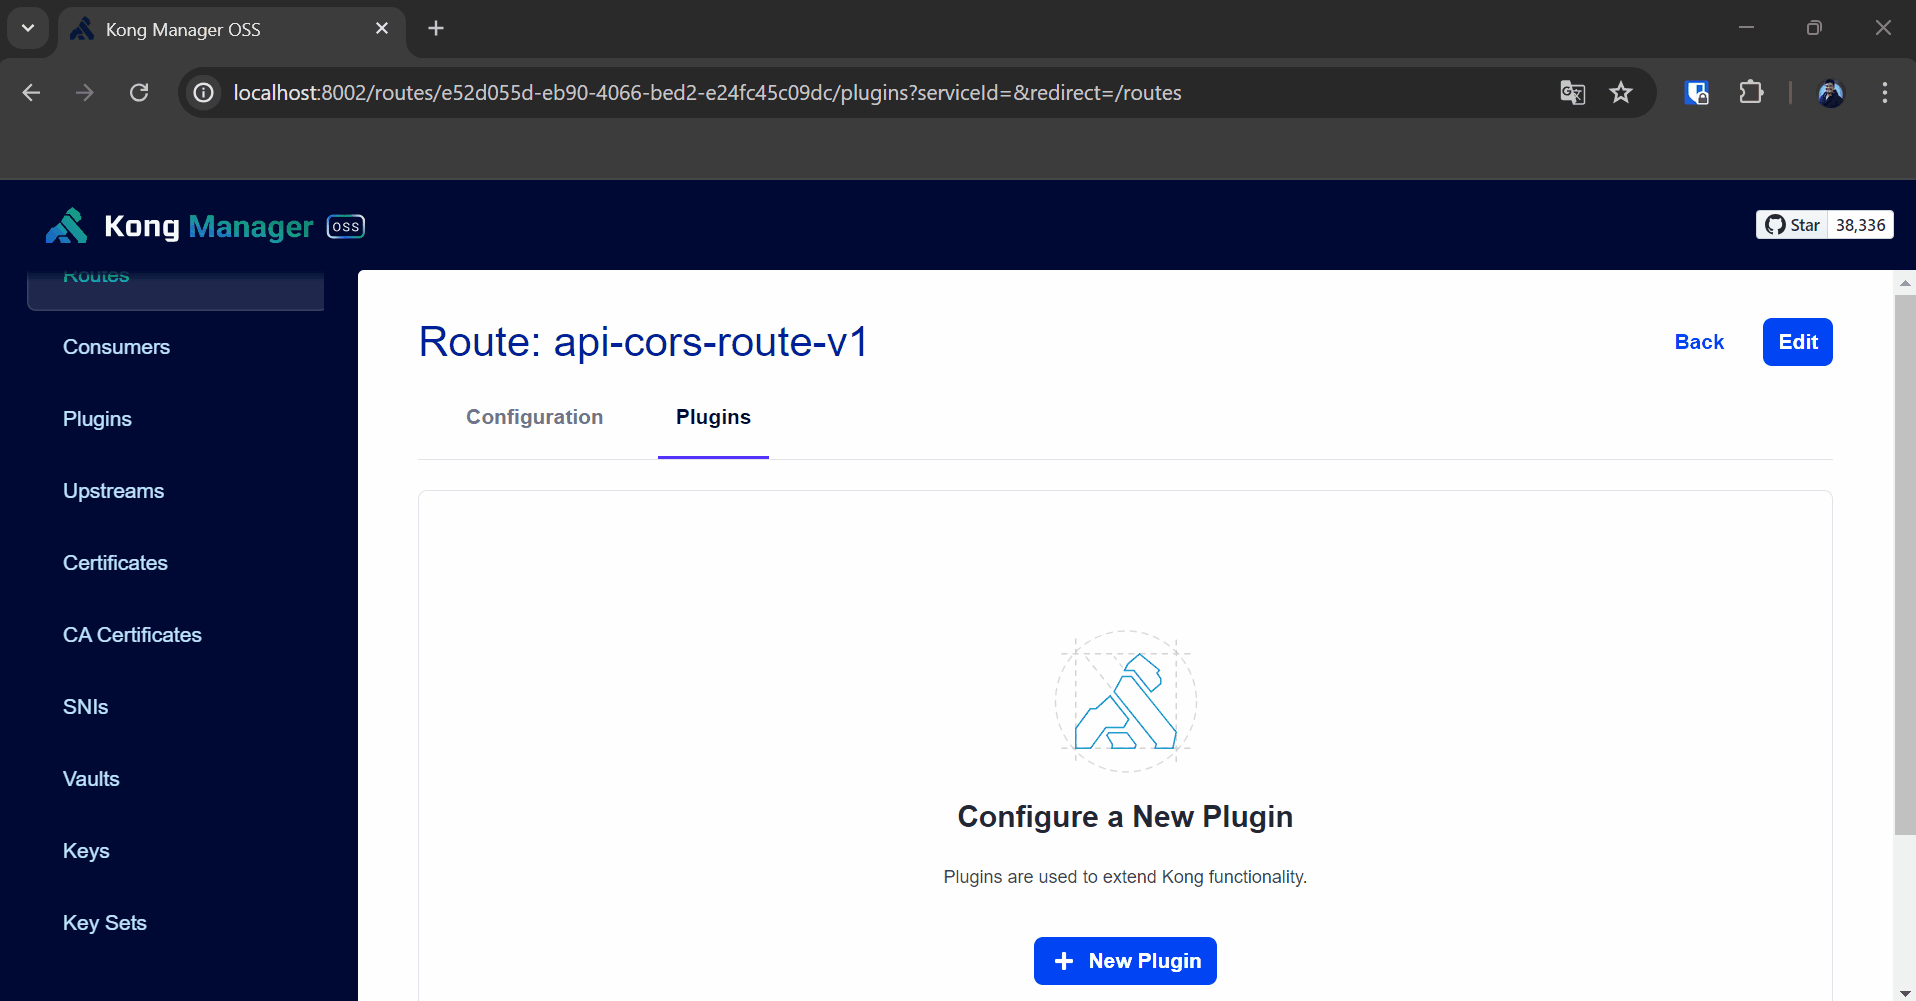 Kong Manager OSS
localhost:8002/routes/e52d055d-eb90-4066-bed2-e24fc45c09dc/plugins?serviceId=&redirect=/routes
Kong Manager OSS
Star 38,336
Routes
Consumers
Plugins
Upstreams
Certificates
CA Certificates
SNIs
Vaults
Keys
Key Sets
Route: api-cors-route-v1
Back
Edit
Configuration
Plugins
Configure a New Plugin
Plugins are used to extend Kong functionality.
New Plugin